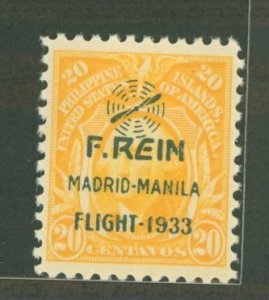 20 PHILIPPINE ISLANDS 20
UNITED STATES OF AMERICA
F.REIN
MADRID-MANILA
FLIGHT-1933
20 CENTAVOS 20